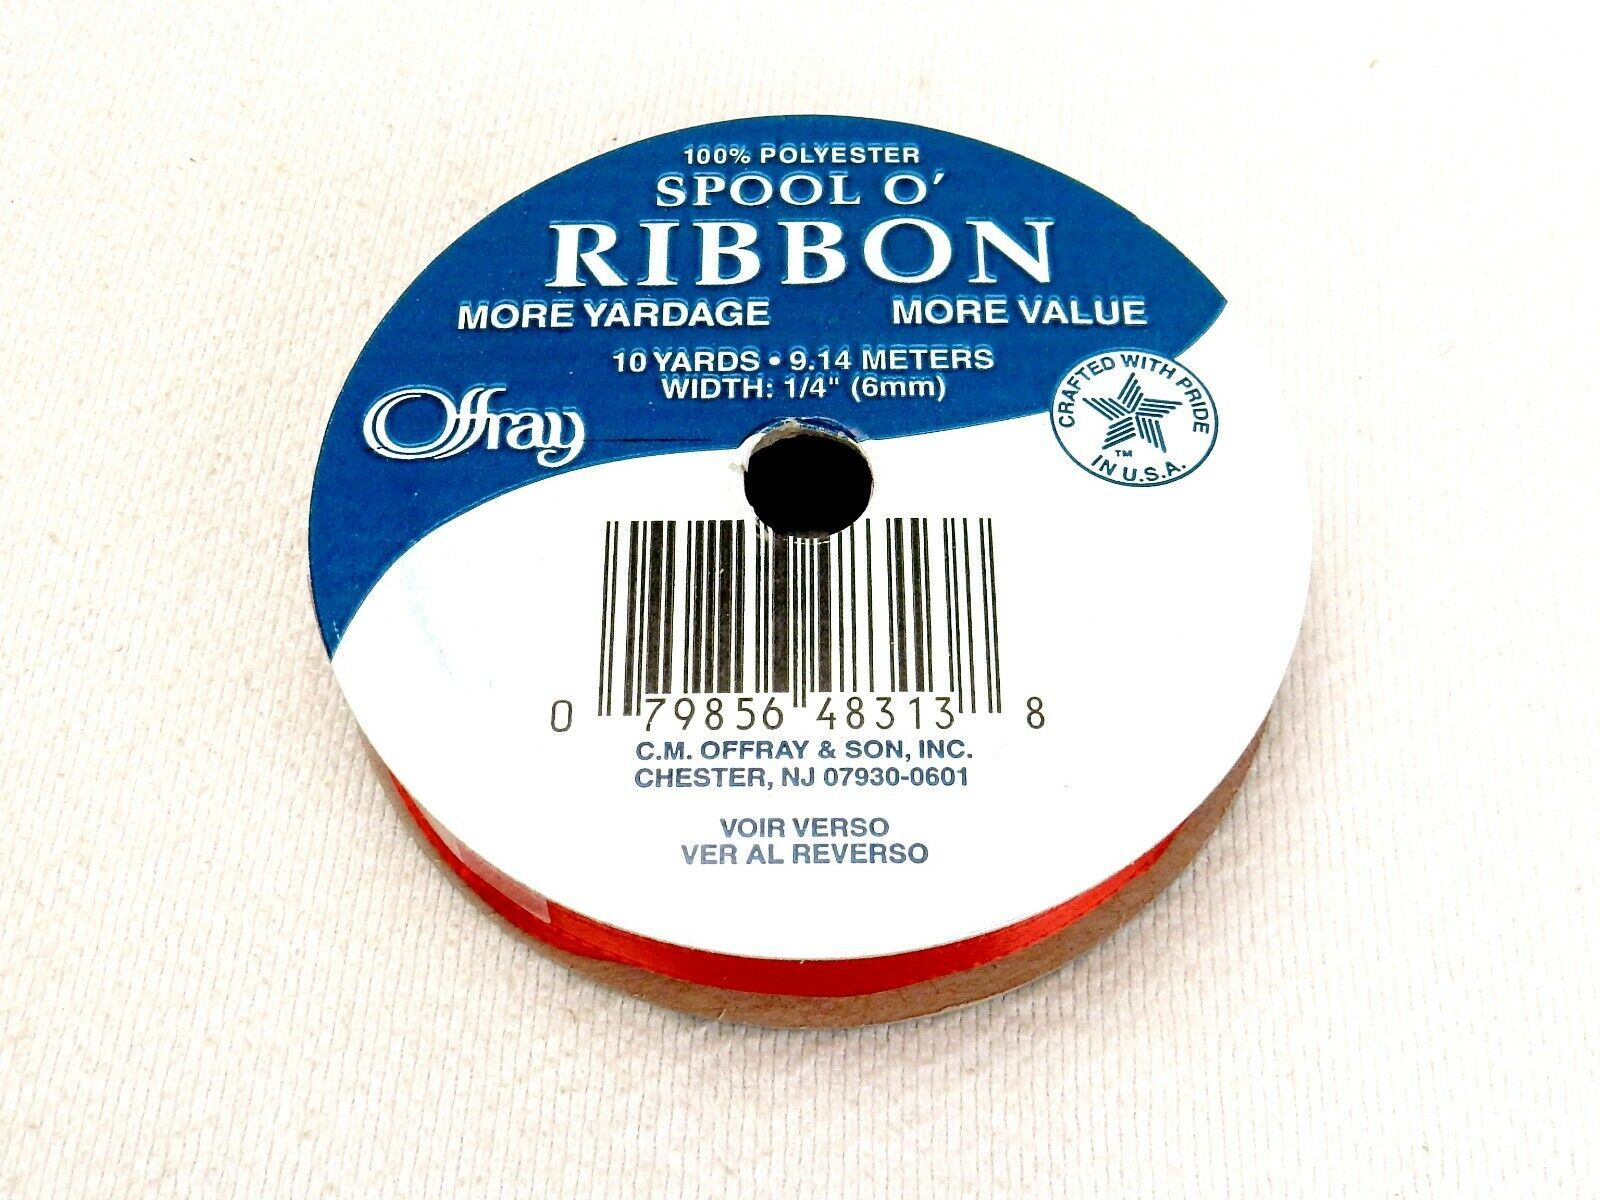 100% POLYESTER
SPOOL O'
RIBBON
MORE YARDAGE MORE VALUE
10 YARDS • 9.14 METERS
WIDTH: 1/4" (6mm)
Offray
CRAFTED WITH PRIDE
IN U.S.A.
TM
0 79856 48313 8
C.M. OFFRAY & SON, INC.
CHESTER, NJ 07930-0601
VOIR VERSO
VER AL REVERSO